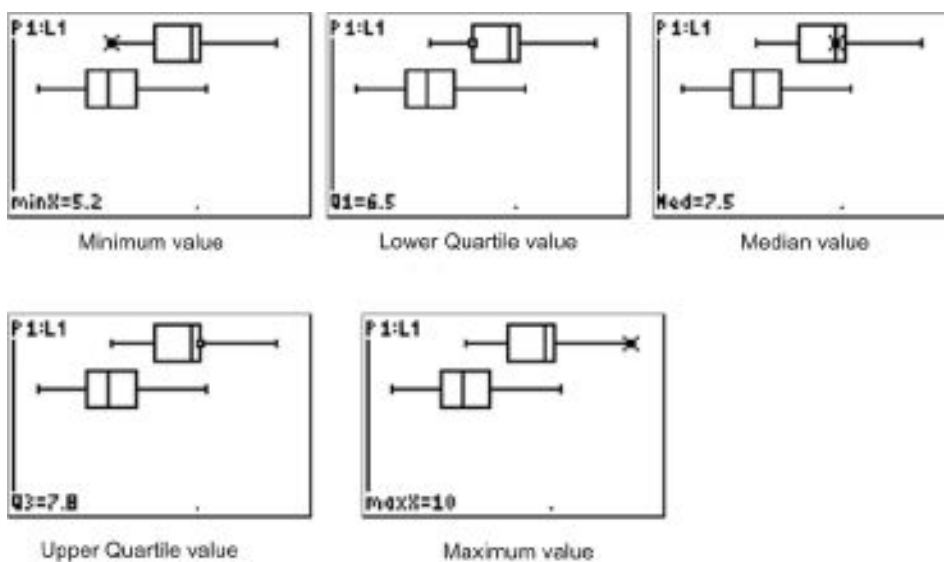 P1:L1 P1:L1 P1:L1
minX=5.2 Q1=6.5 Med=7.5
Minimum value Lower Quartile value Median value
P1:L1 P1:L1
Q3=7.8 maxX=10
Upper Quartile value Maximum value